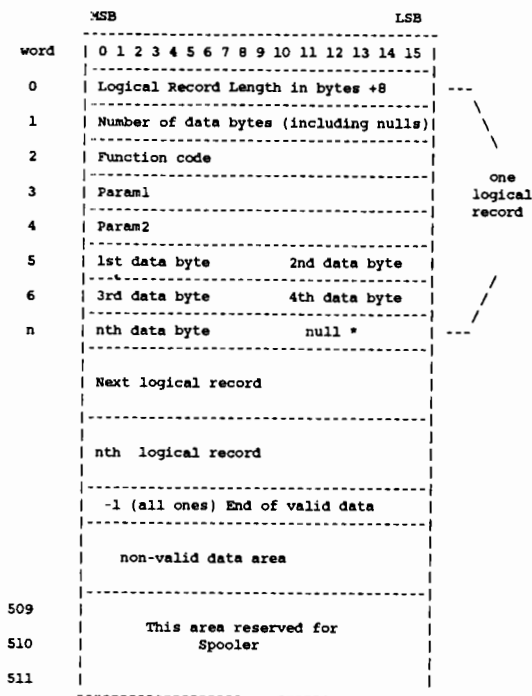 MSB LSB
word 0 1 2 3 4 5 6 7 8 9 10 11 12 13 14 15
0 Logical Record Length in bytes +8
1 Number of data bytes (including nulls)
2 Function code
3 Param1
one
logical
record
4 Param2
5 1st data byte 2nd data byte
6 3rd data byte 4th data byte
n nth data byte null *
Next logical record
nth logical record
-1 (all ones) End of valid data
non-valid data area
509
This area reserved for
510 Spooler
511